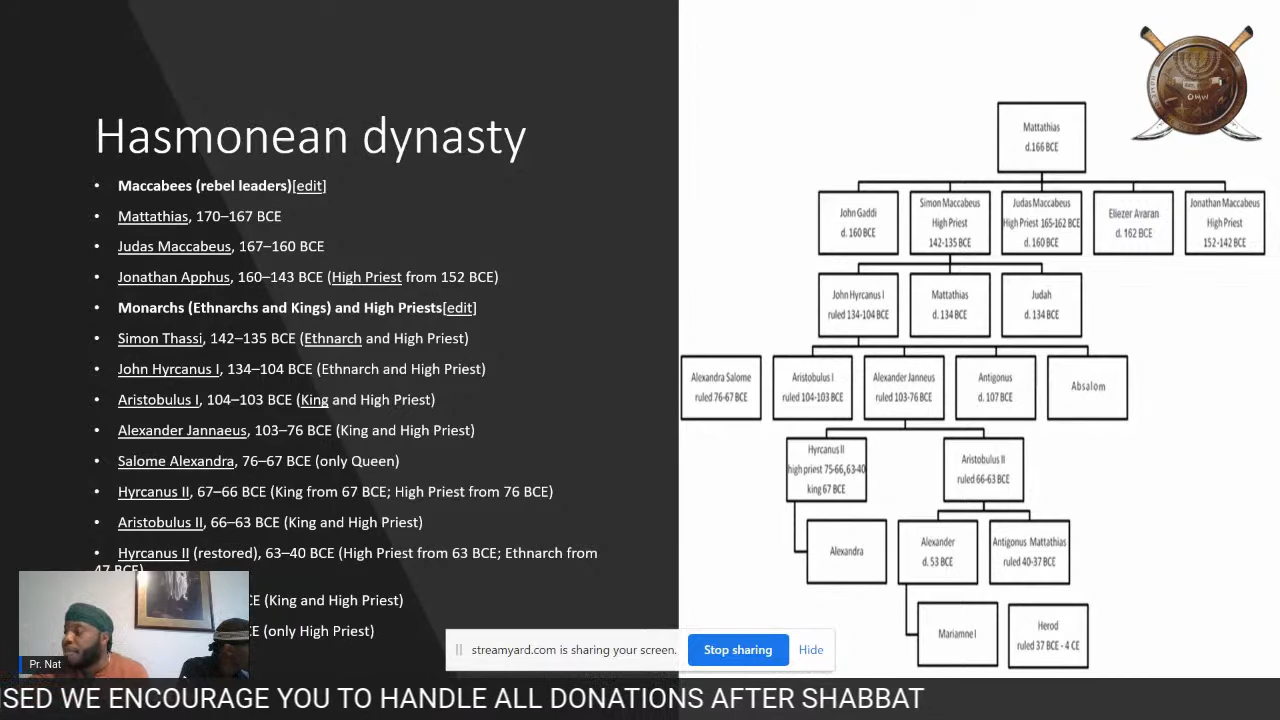 Hasmonean dynasty
• Maccabees (rebel leaders)[edit]
• Mattathias, 170–167 BCE
• Judas Maccabeus, 167–160 BCE
• Jonathan Apphus, 160–143 BCE (High Priest from 152 BCE)
• Monarchs (Ethnarchs and Kings) and High Priests[edit]
• Simon Thassi, 142–135 BCE (Ethnarch and High Priest)
• John Hyrcanus I, 134–104 BCE (Ethnarch and High Priest)
• Aristobulus I, 104–103 BCE (King and High Priest)
• Alexander Jannaeus, 103–76 BCE (King and High Priest)
• Salome Alexandra, 76–67 BCE (only Queen)
• Hyrcanus II, 67–66 BCE (King from 67 BCE; High Priest from 76 BCE)
• Aristobulus II, 66–63 BCE (King and High Priest)
• Hyrcanus II (restored), 63–40 BCE (High Priest from 63 BCE; Ethnarch from
47 BCE)
CE (King and High Priest)
CE (only High Priest)
Mattathias
d.166 BCE
John Gaddi
d. 160 BCE
Simon Maccabeus
High Priest
142-135 BCE
Judas Maccabeus
High Priest 165-162 BCE
d. 160 BCE
Eliezer Avaran
d. 162 BCE
Jonathan Maccabeus
High Priest
152-142 BCE
John Hyrcanus I
ruled 134-104 BCE
Mattathias
d. 134 BCE
Judah
d. 134 BCE
Alexandra Salome
ruled 76-67 BCE
Aristobulus I
ruled 104-103 BCE
Alexander Janneus
ruled 103-76 BCE
Antigonus
d. 107 BCE
Absalom
Hyrcanus II
high priest 75-66, 63-40
king 67 BCE
Aristobulus II
ruled 66-63 BCE
Alexandra
Alexander
d. 53 BCE
Antigonus Mattathias
ruled 40-37 BCE
Mariamne I
Herod
ruled 37 BCE - 4 CE
Pr. Nat
streamyard.com is sharing your screen.
Stop sharing
Hide
ISED WE ENCOURAGE YOU TO HANDLE ALL DONATIONS AFTER SHABBAT